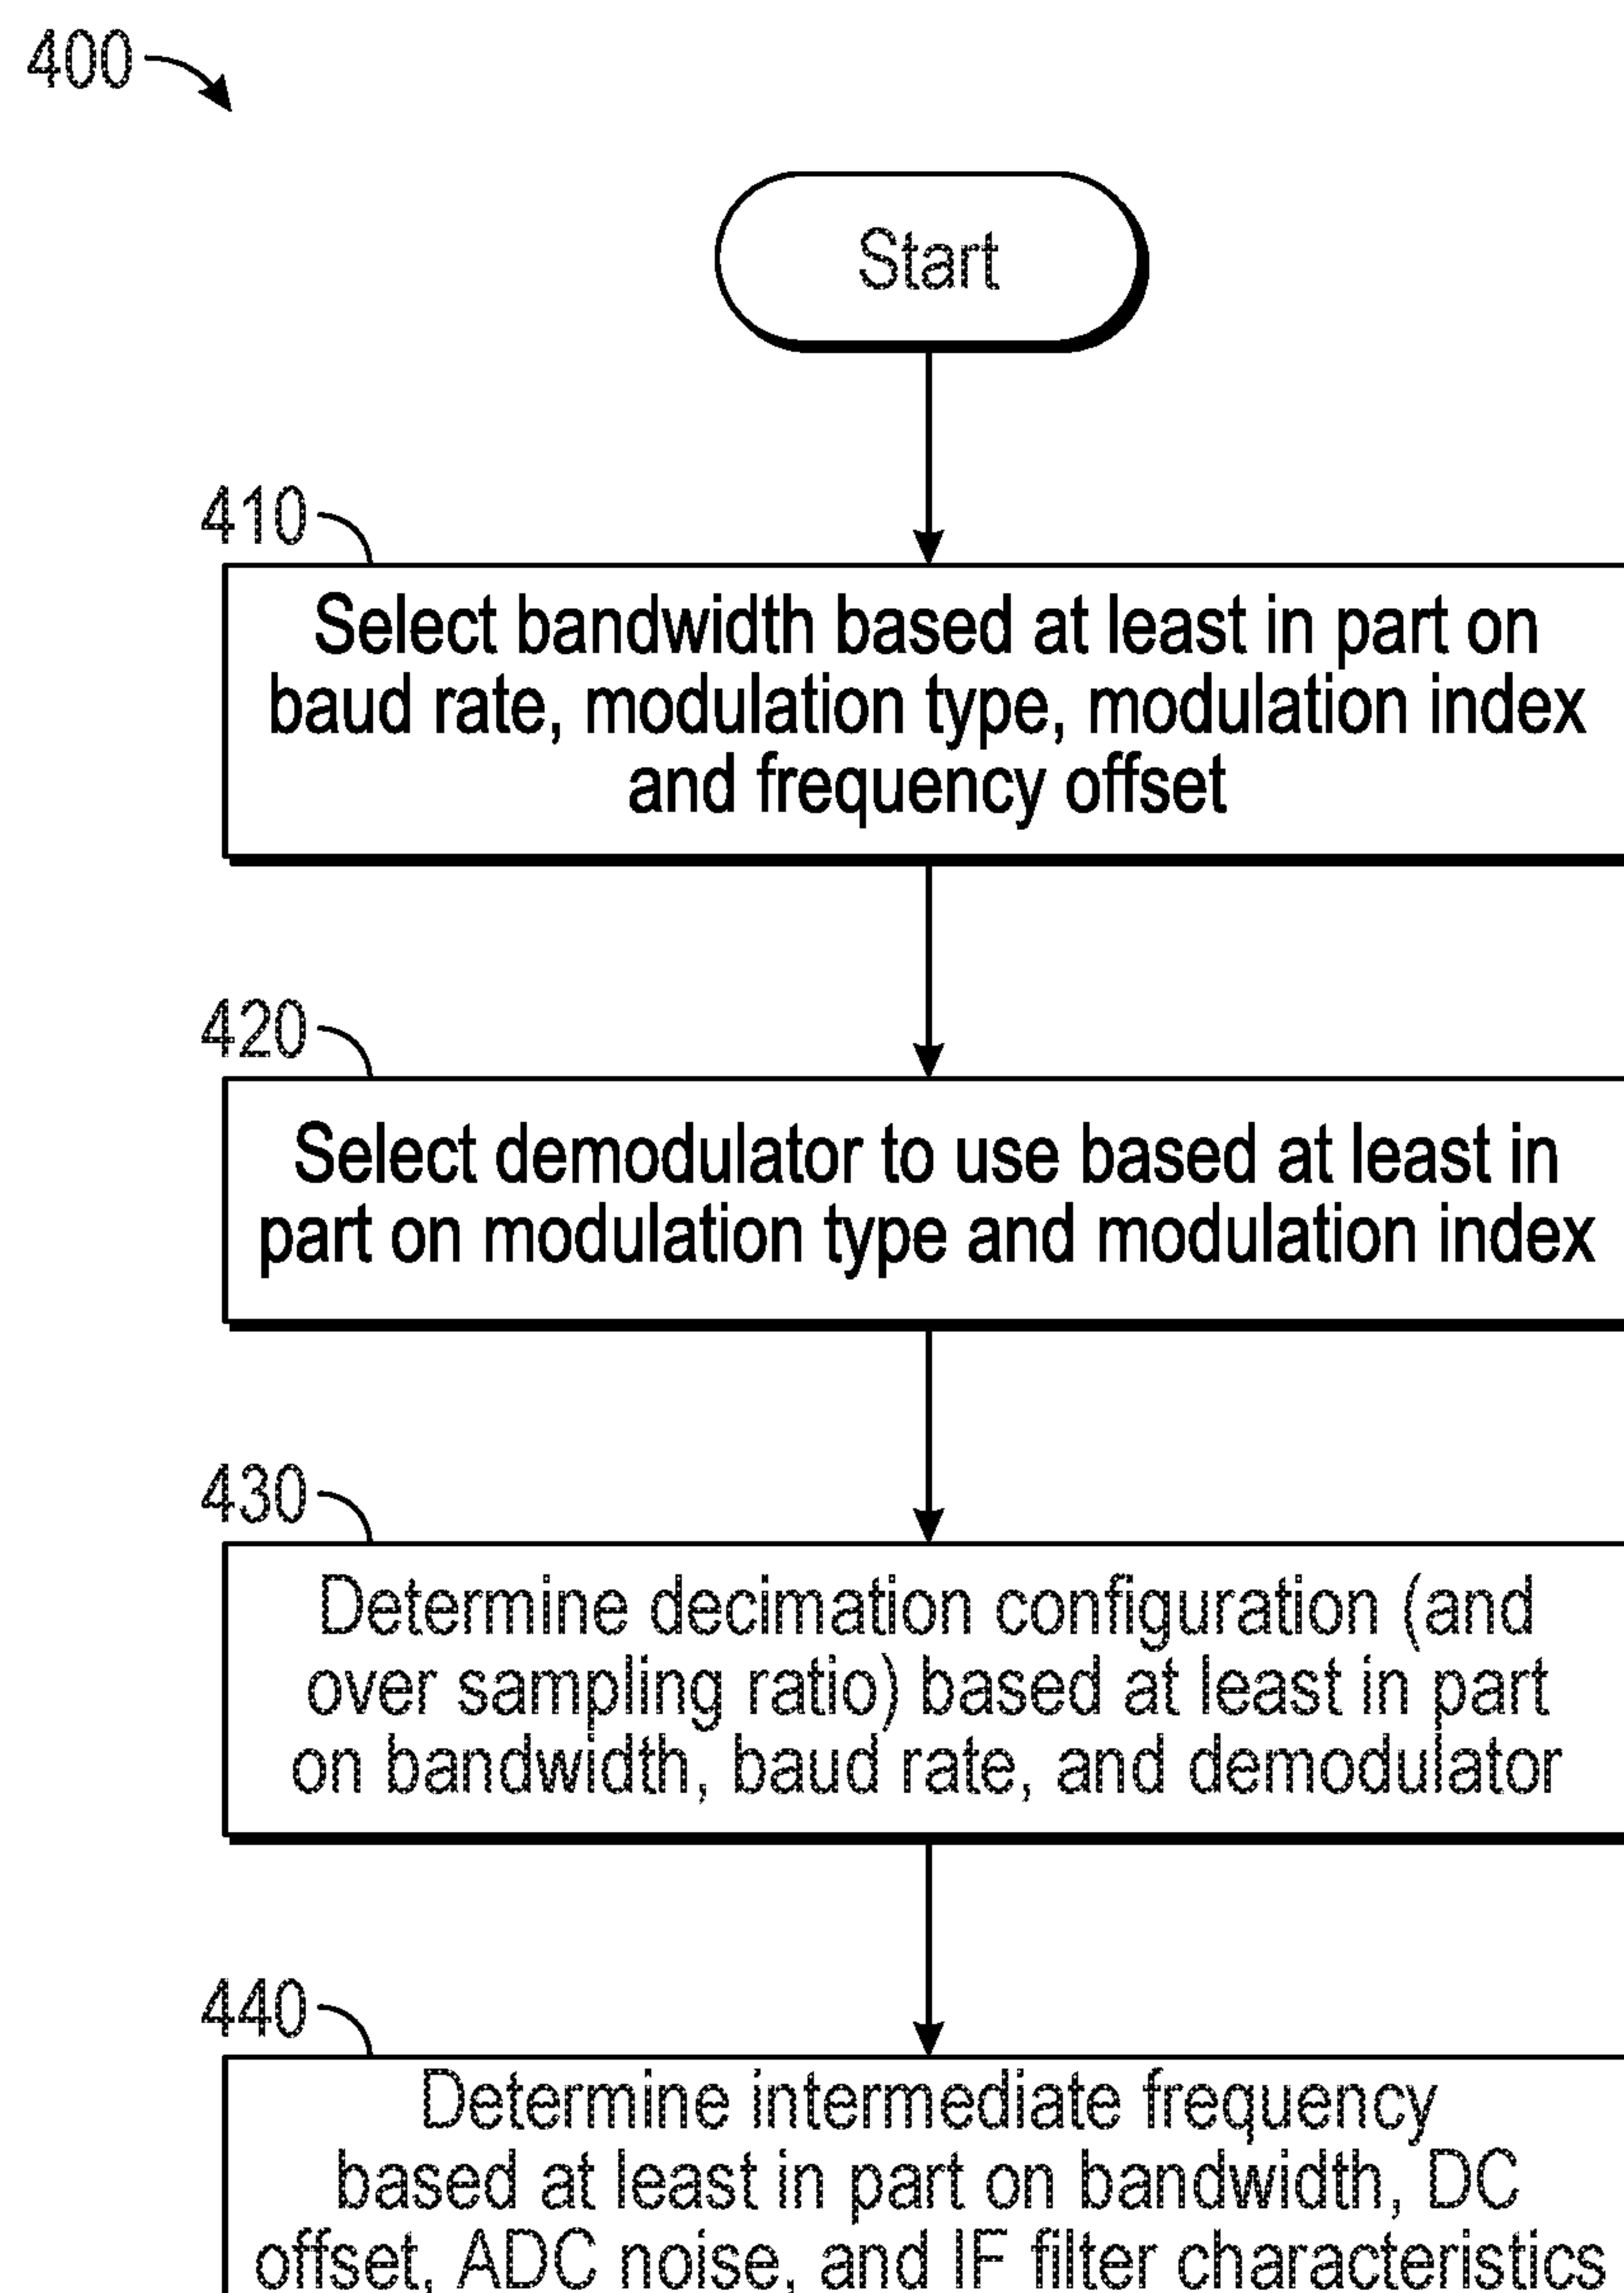 400
Start
410
Select bandwidth based at least in part on
baud rate, modulation type, modulation index
and frequency offset
420
Select demodulator to use based at least in
part on modulation type and modulation index
430
Determine decimation configuration (and
over sampling ratio) based at least in part
on bandwidth, baud rate, and demodulator
440
Determine intermediate frequency
based at least in part on bandwidth, DC
offset, ADC noise, and IF filter characteristics